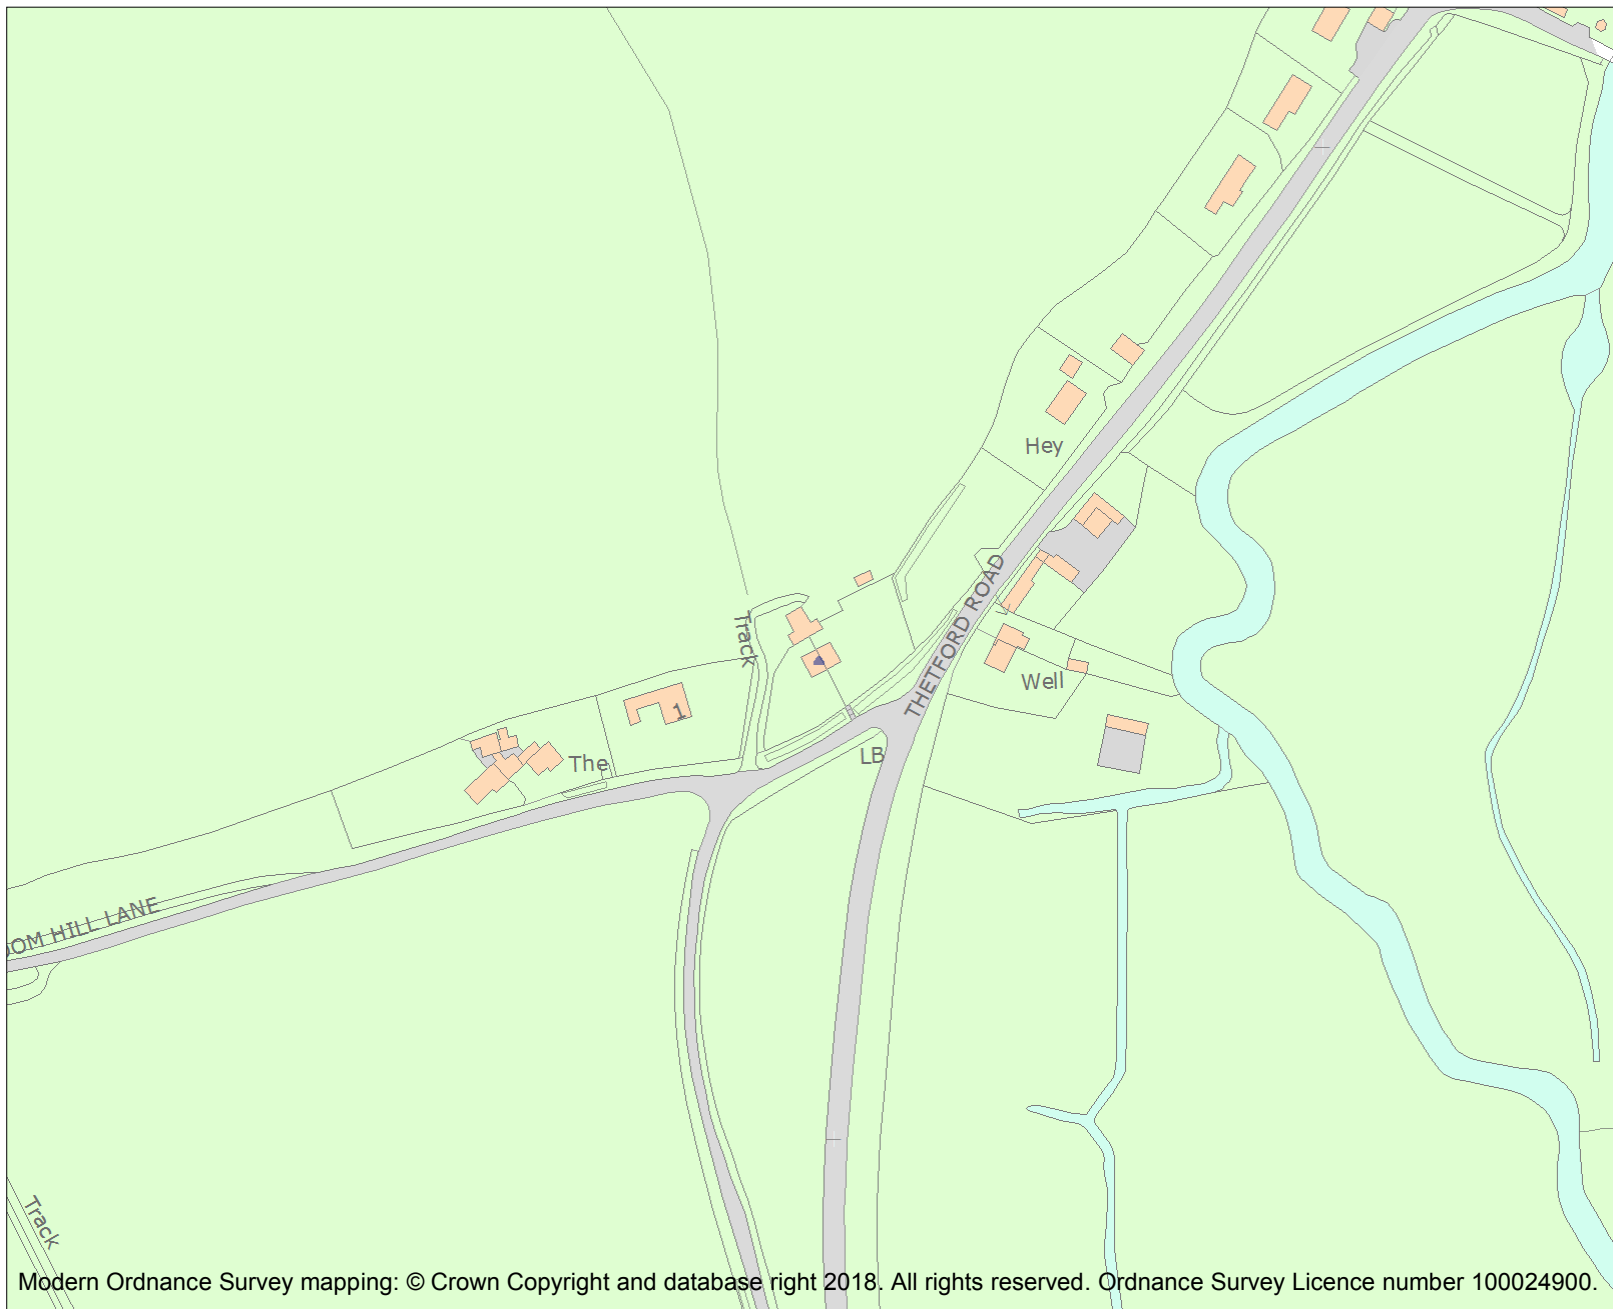 Hey
THETFORD ROAD
Track
Well
1
The
LB
OOM HILL LANE
Track
Modern Ordnance Survey mapping: © Crown Copyright and database right 2018. All rights reserved. Ordnance Survey Licence number 100024900.